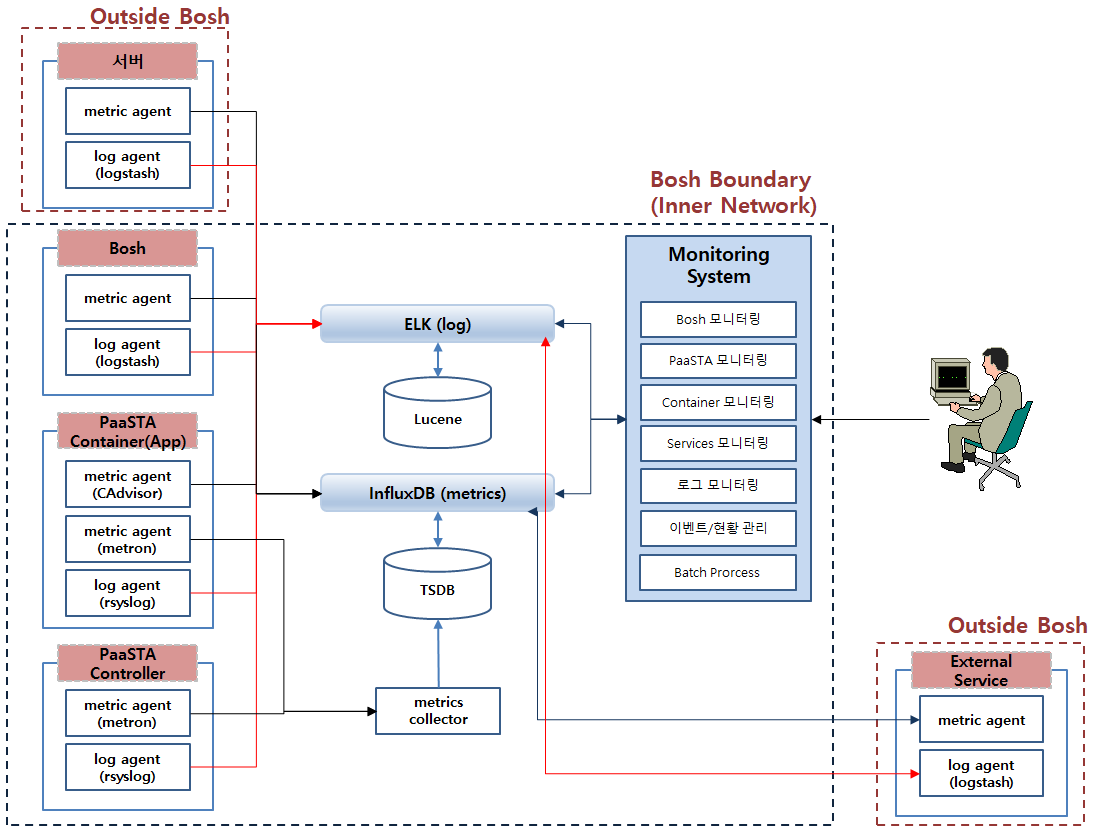 Outside Bosh
서버
metric agent
log agent
(logstash)
Bosh Boundary
(Inner Network)
Bosh
metric agent
log agent
(logstash)
PaaSTA
Container(App)
metric agent
(CAdvisor)
metric agent
(metron)
log agent
(rsyslog)
PaaSTA
Controller
metric agent
(metron)
log agent
(rsyslog)
ELK (log)
Lucene
InfluxDB (metrics)
TSDB
metrics
collector
Monitoring
System
Bosh 모니터링
PaaSTA 모니터링
Container 모니터링
Services 모니터링
로그 모니터링
이벤트/현황 관리
Batch Prorcess
Outside Bosh
External
Service
metric agent
log agent
(logstash)